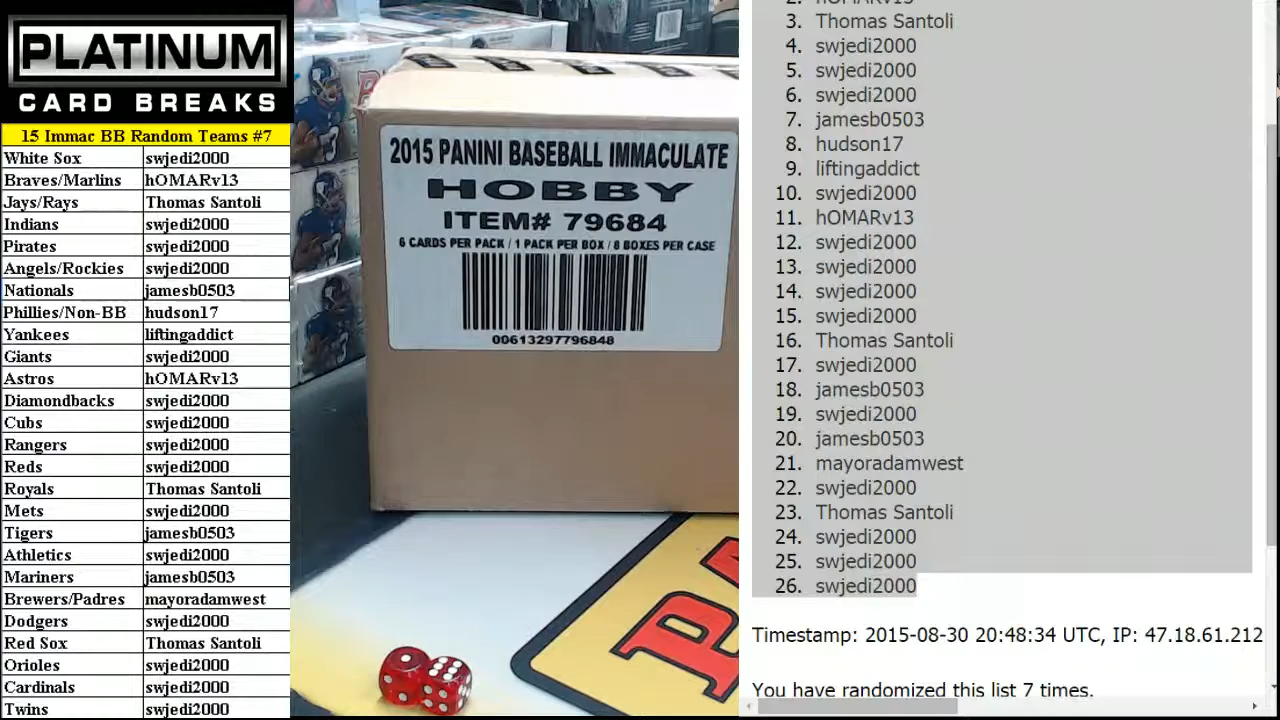 PLATINUM
CARD BREAKS
15 Immac BB Random Teams #7
White Sox swjedi2000
Braves/Marlins hOMARv13
Jays/Rays Thomas Santoli
Indians swjedi2000
Pirates swjedi2000
Angels/Rockies swjedi2000
Nationals jamesb0503
Phillies/Non-BB hudson17
Yankees liftingaddict
Giants swjedi2000
Astros hOMARv13
Diamondbacks swjedi2000
Cubs swjedi2000
Rangers swjedi2000
Reds swjedi2000
Royals Thomas Santoli
Mets swjedi2000
Tigers jamesb0503
Athletics swjedi2000
Mariners jamesb0503
Brewers/Padres mayoradamwest
Dodgers swjedi2000
Red Sox Thomas Santoli
Orioles swjedi2000
Cardinals swjedi2000
Twins swjedi2000
2015 PANINI BASEBALL IMMACULATE
HOBBY
ITEM# 79684
6 CARDS PER PACK / 1 PACK PER BOX / 8 BOXES PER CASE
00613297796848
2. hOMARv13
3. Thomas Santoli
4. swjedi2000
5. swjedi2000
6. swjedi2000
7. jamesb0503
8. hudson17
9. liftingaddict
10. swjedi2000
11. hOMARv13
12. swjedi2000
13. swjedi2000
14. swjedi2000
15. swjedi2000
16. Thomas Santoli
17. swjedi2000
18. jamesb0503
19. swjedi2000
20. jamesb0503
21. mayoradamwest
22. swjedi2000
23. Thomas Santoli
24. swjedi2000
25. swjedi2000
26. swjedi2000
Timestamp: 2015-08-30 20:48:34 UTC, IP: 47.18.61.212
You have randomized this list 7 times.